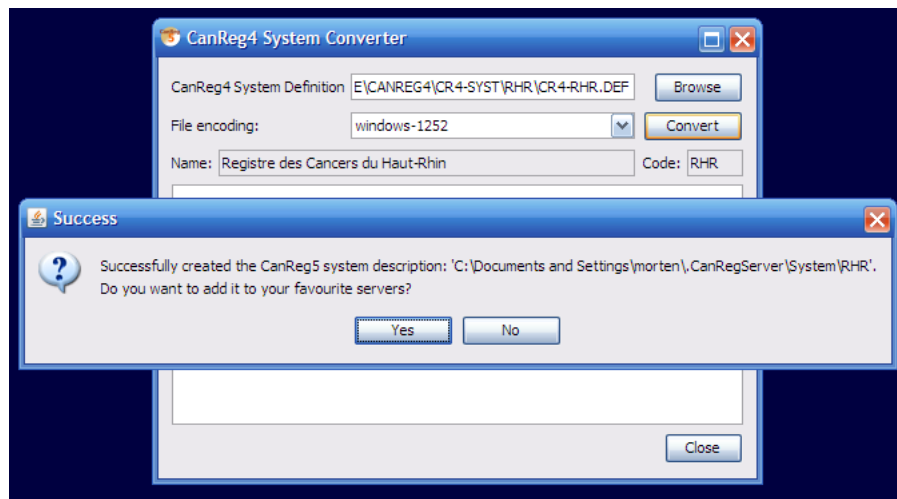 CanReg4 System Converter
CanReg4 System Definition E\CANREG4\CR4-SYST\RHR\CR4-RHR.DEF Browse
File encoding: windows-1252 Convert
Name: Registre des Cancers du Haut-Rhin Code: RHR
Success
Successfully created the CanReg5 system description: 'C:\Documents and Settings\morten\.CanRegServer\System\RHR'.
Do you want to add it to your favourite servers?
Yes No
Close